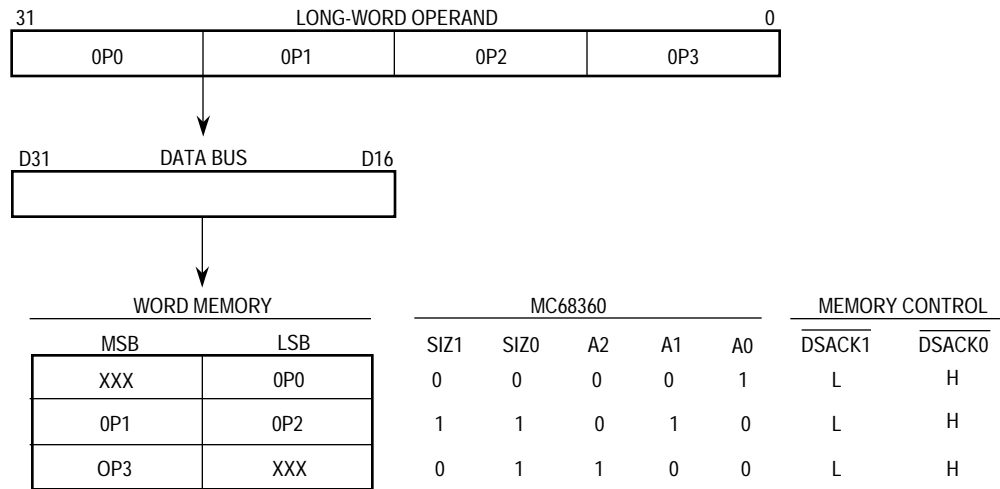 31 LONG-WORD OPERAND 0
0P0 0P1 0P2 0P3
D31 DATA BUS D16
WORD MEMORY MC68360 MEMORY CONTROL
MSB LSB SIZ1 SIZ0 A2 A1 A0 DSACK1 DSACK0
XXX 0P0 0 0 0 0 1 L H
0P1 0P2 1 1 0 1 0 L H
OP3 XXX 0 1 1 0 0 L H